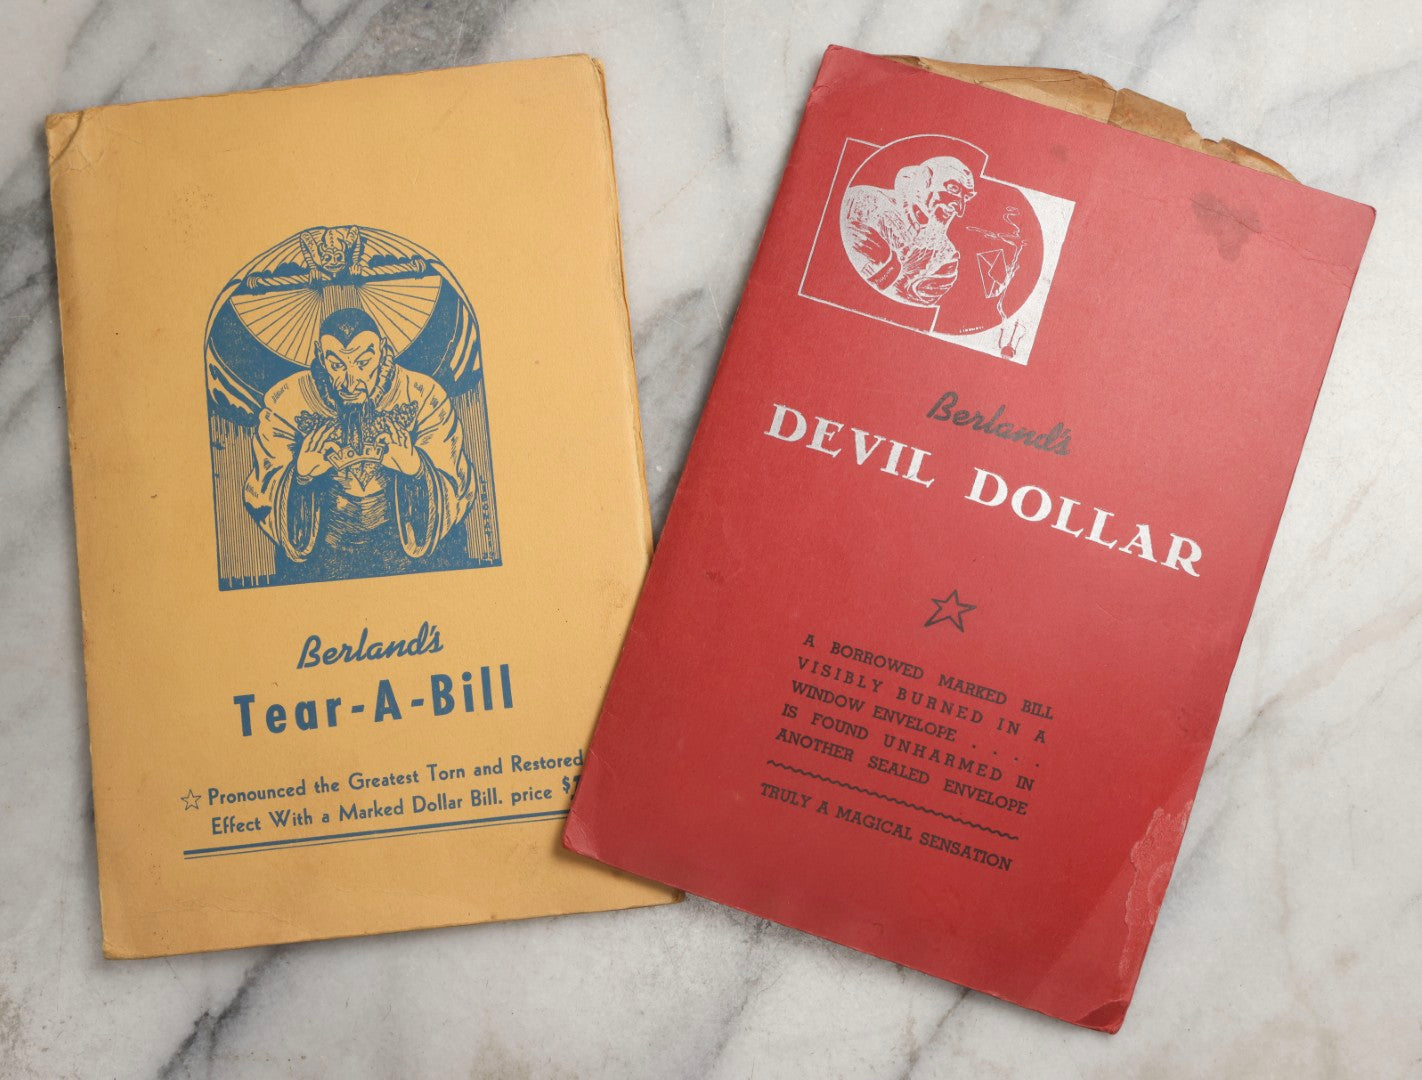 Berland's
Tear-A-Bill
Pronounced the Greatest Torn and Restored
Effect With a Marked Dollar Bill. price $
Berland's
DEVIL DOLLAR
A BORROWED MARKED BILL
VISIBLY BURNED IN A
WINDOW ENVELOPE . . . .
IS FOUND UNHARMED IN
ANOTHER SEALED ENVELOPE
TRULY A MAGICAL SENSATION